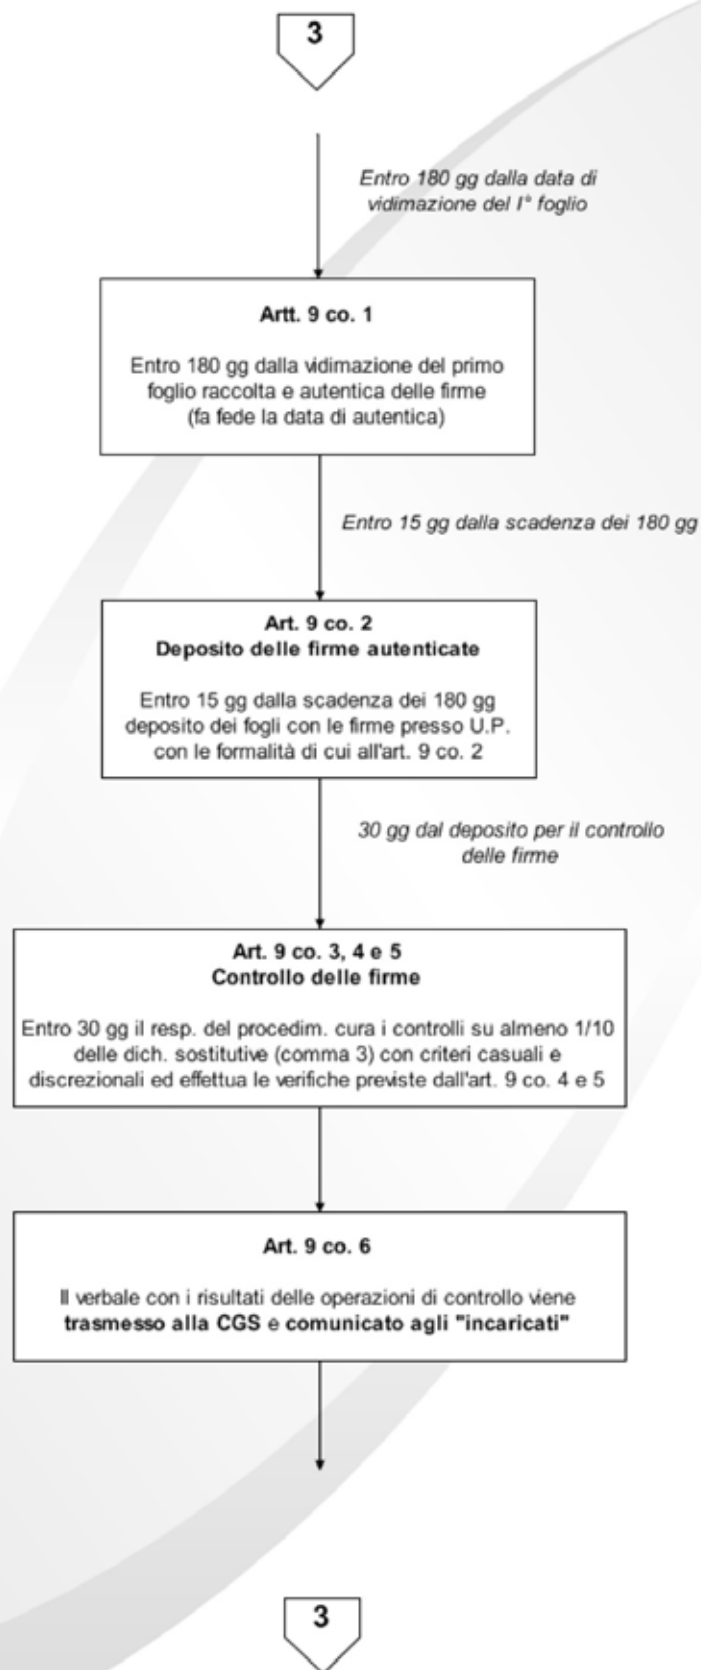 3
Entro 180 gg dalla data di
vidimazione del I° foglio
Artt. 9 co. 1
Entro 180 gg dalla vidimazione del primo
foglio raccolta e autentica delle firme
(fa fede la data di autentica)
Entro 15 gg dalla scadenza dei 180 gg
Art. 9 co. 2
Deposito delle firme autenticate
Entro 15 gg dalla scadenza dei 180 gg
deposito dei fogli con le firme presso U.P.
con le formalità di cui all'art. 9 co. 2
30 gg dal deposito per il controllo
delle firme
Art. 9 co. 3, 4 e 5
Controllo delle firme
Entro 30 gg il resp. del procedim. cura i controlli su almeno 1/10
delle dich. sostitutive (comma 3) con criteri casuali e
discrezionali ed effettua le verifiche previste dall'art. 9 co. 4 e 5
Art. 9 co. 6
Il verbale con i risultati delle operazioni di controllo viene
trasmesso alla CGS e comunicato agli "incaricati"
3